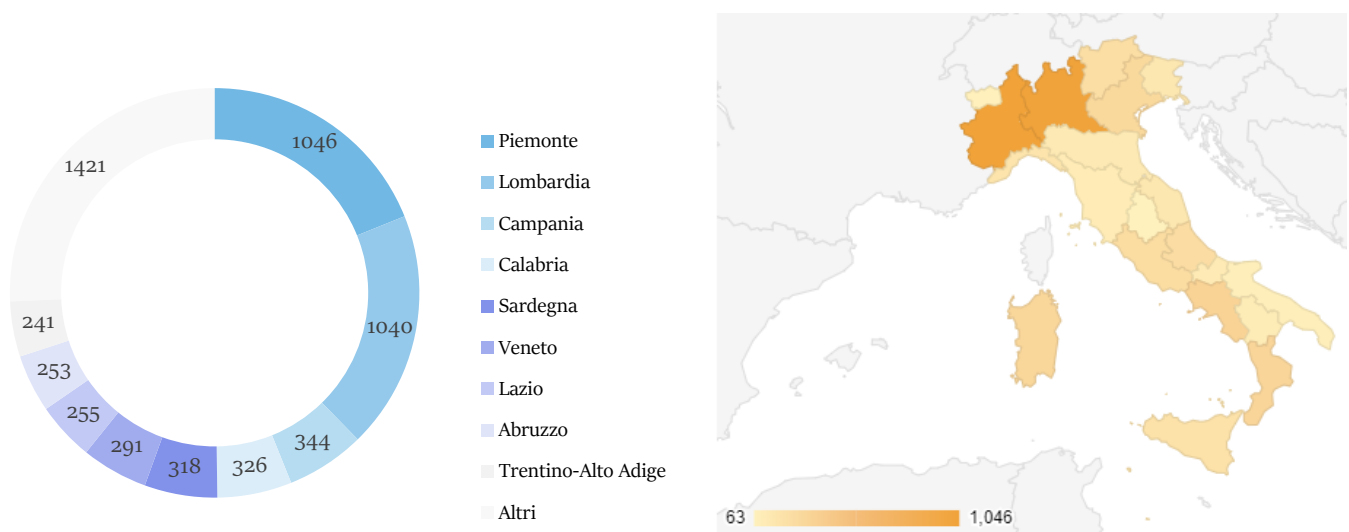 1046
1040
344
326
318
291
255
253
241
1421
Piemonte
Lombardia
Campania
Calabria
Sardegna
Veneto
Lazio
Abruzzo
Trentino-Alto Adige
Altri
63
1,046